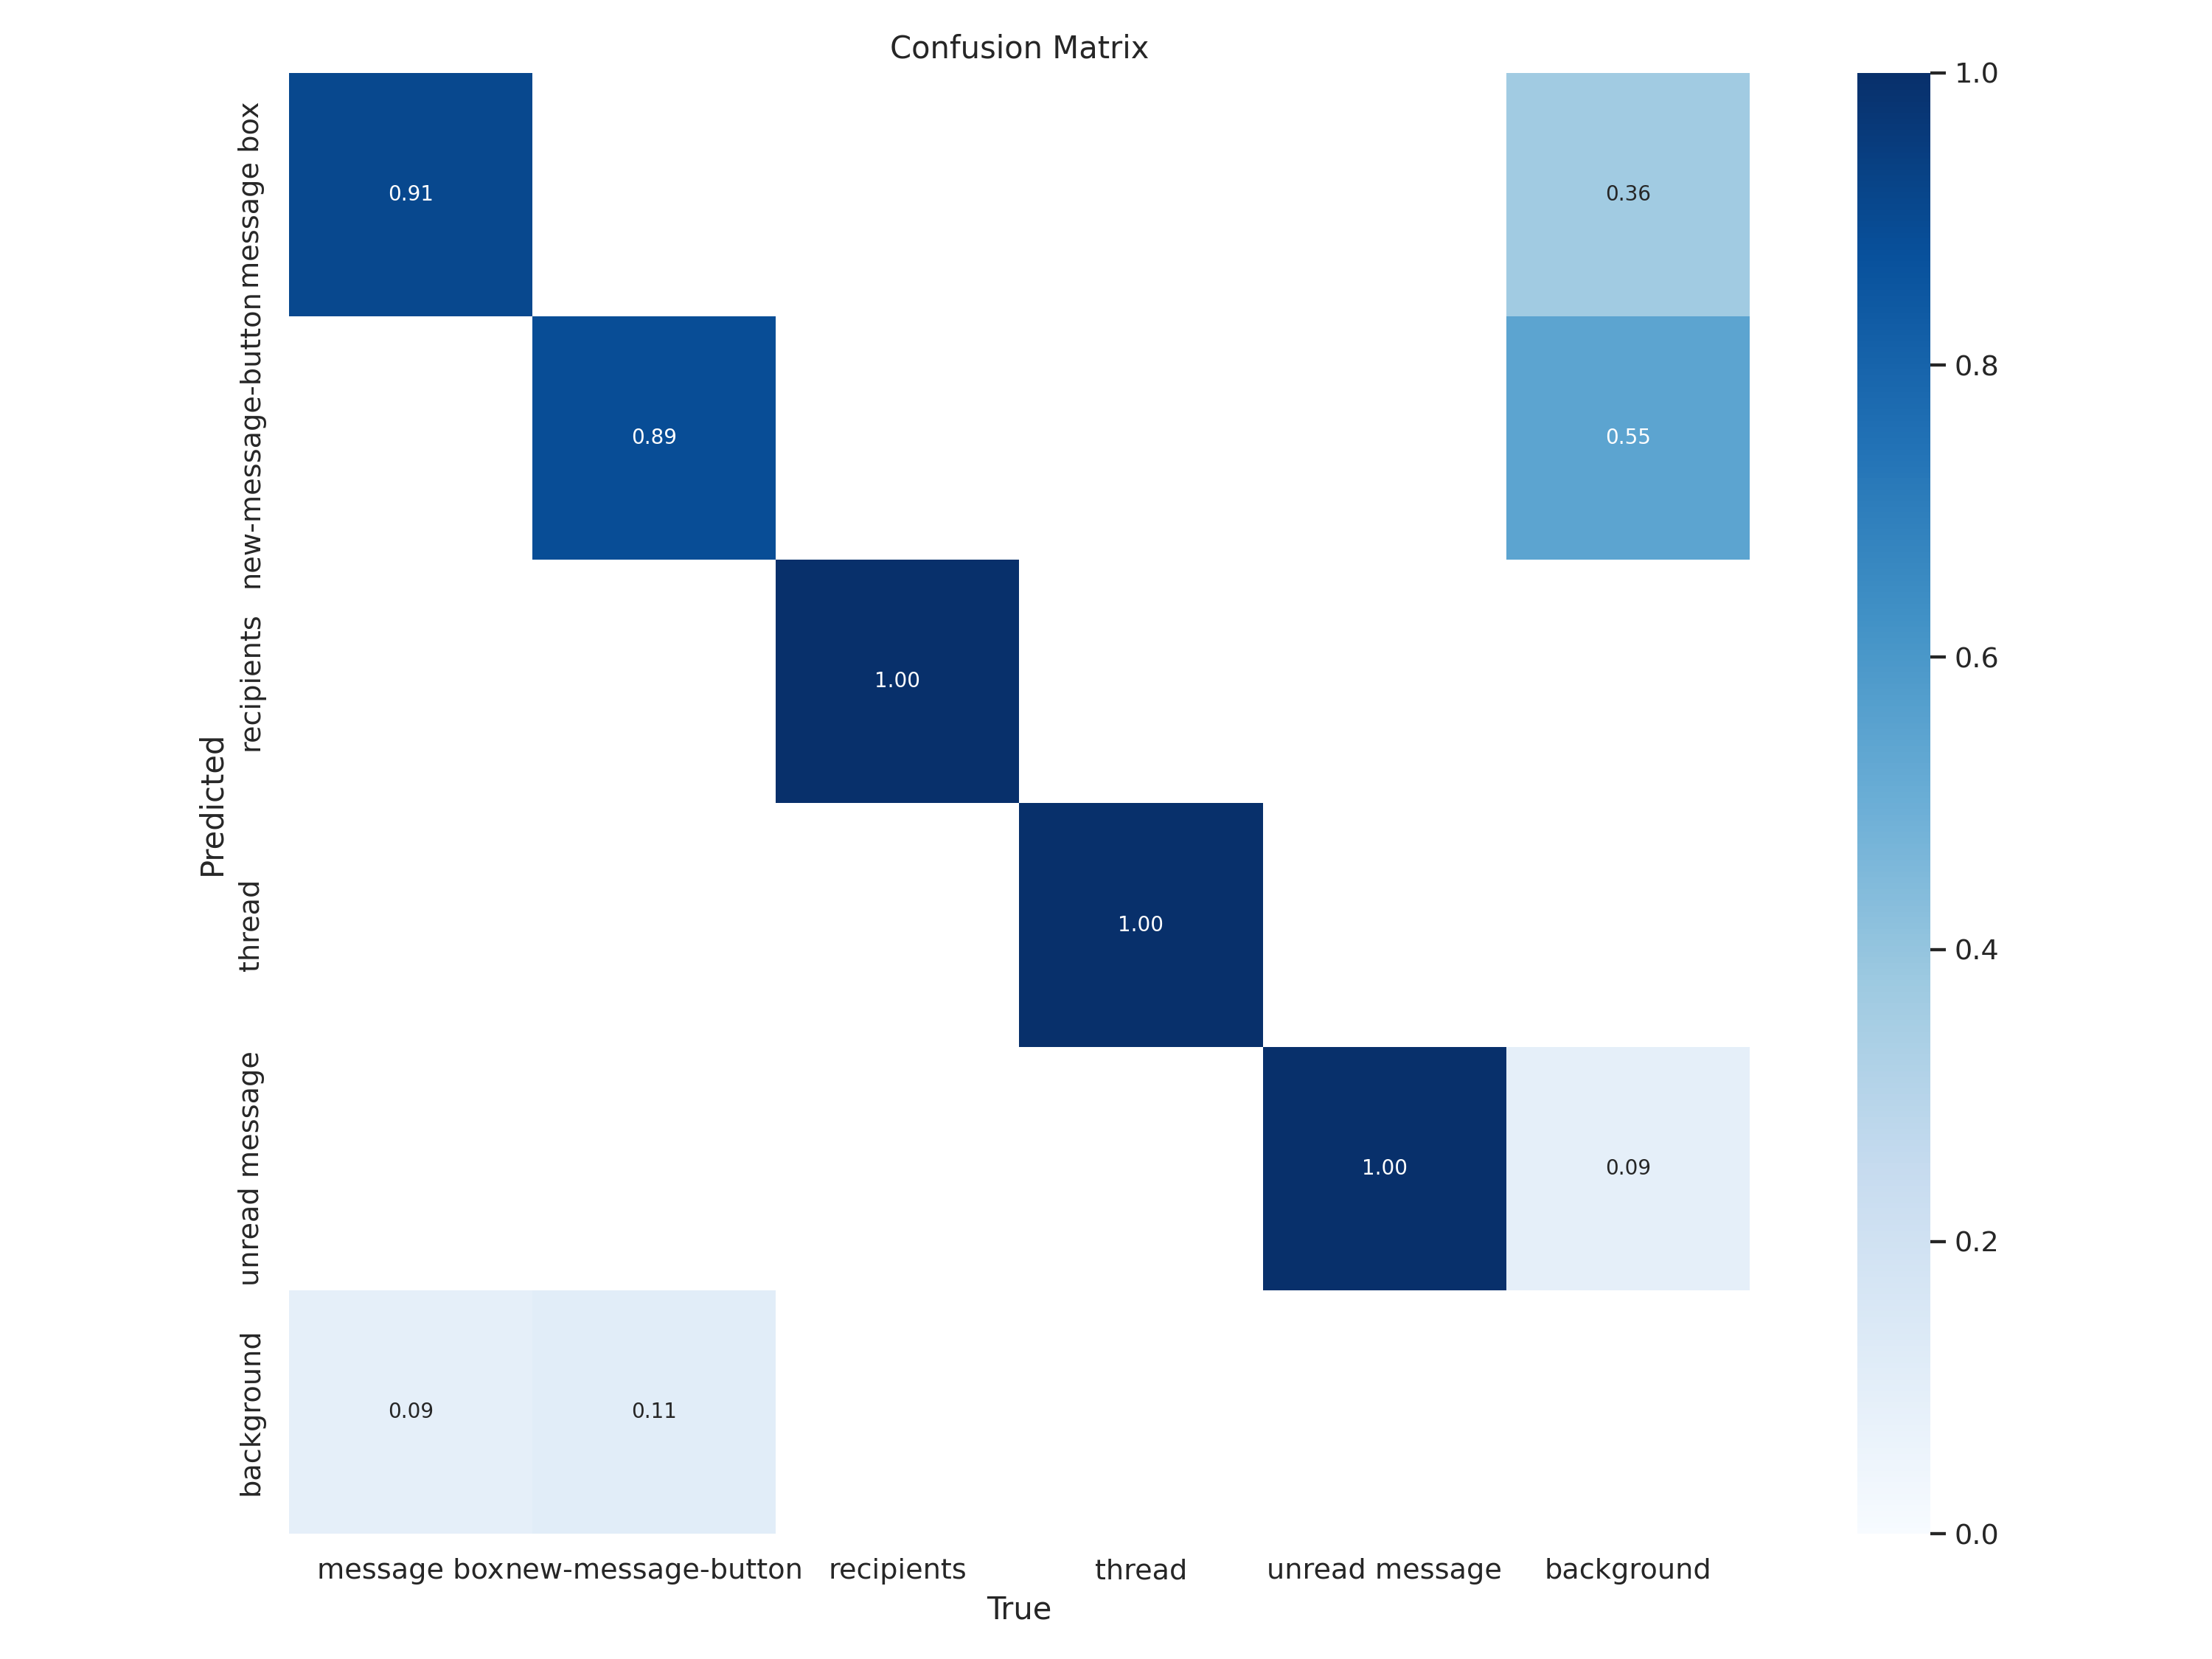 Confusion Matrix
message box
new-message-button
recipients
thread
unread message
background
Predicted
0.91
0.36
0.89
0.55
1.00
1.00
1.00
0.09
0.09
0.11
message box
new-message-button
recipients
thread
unread message
background
True
1.0
0.8
0.6
0.4
0.2
0.0